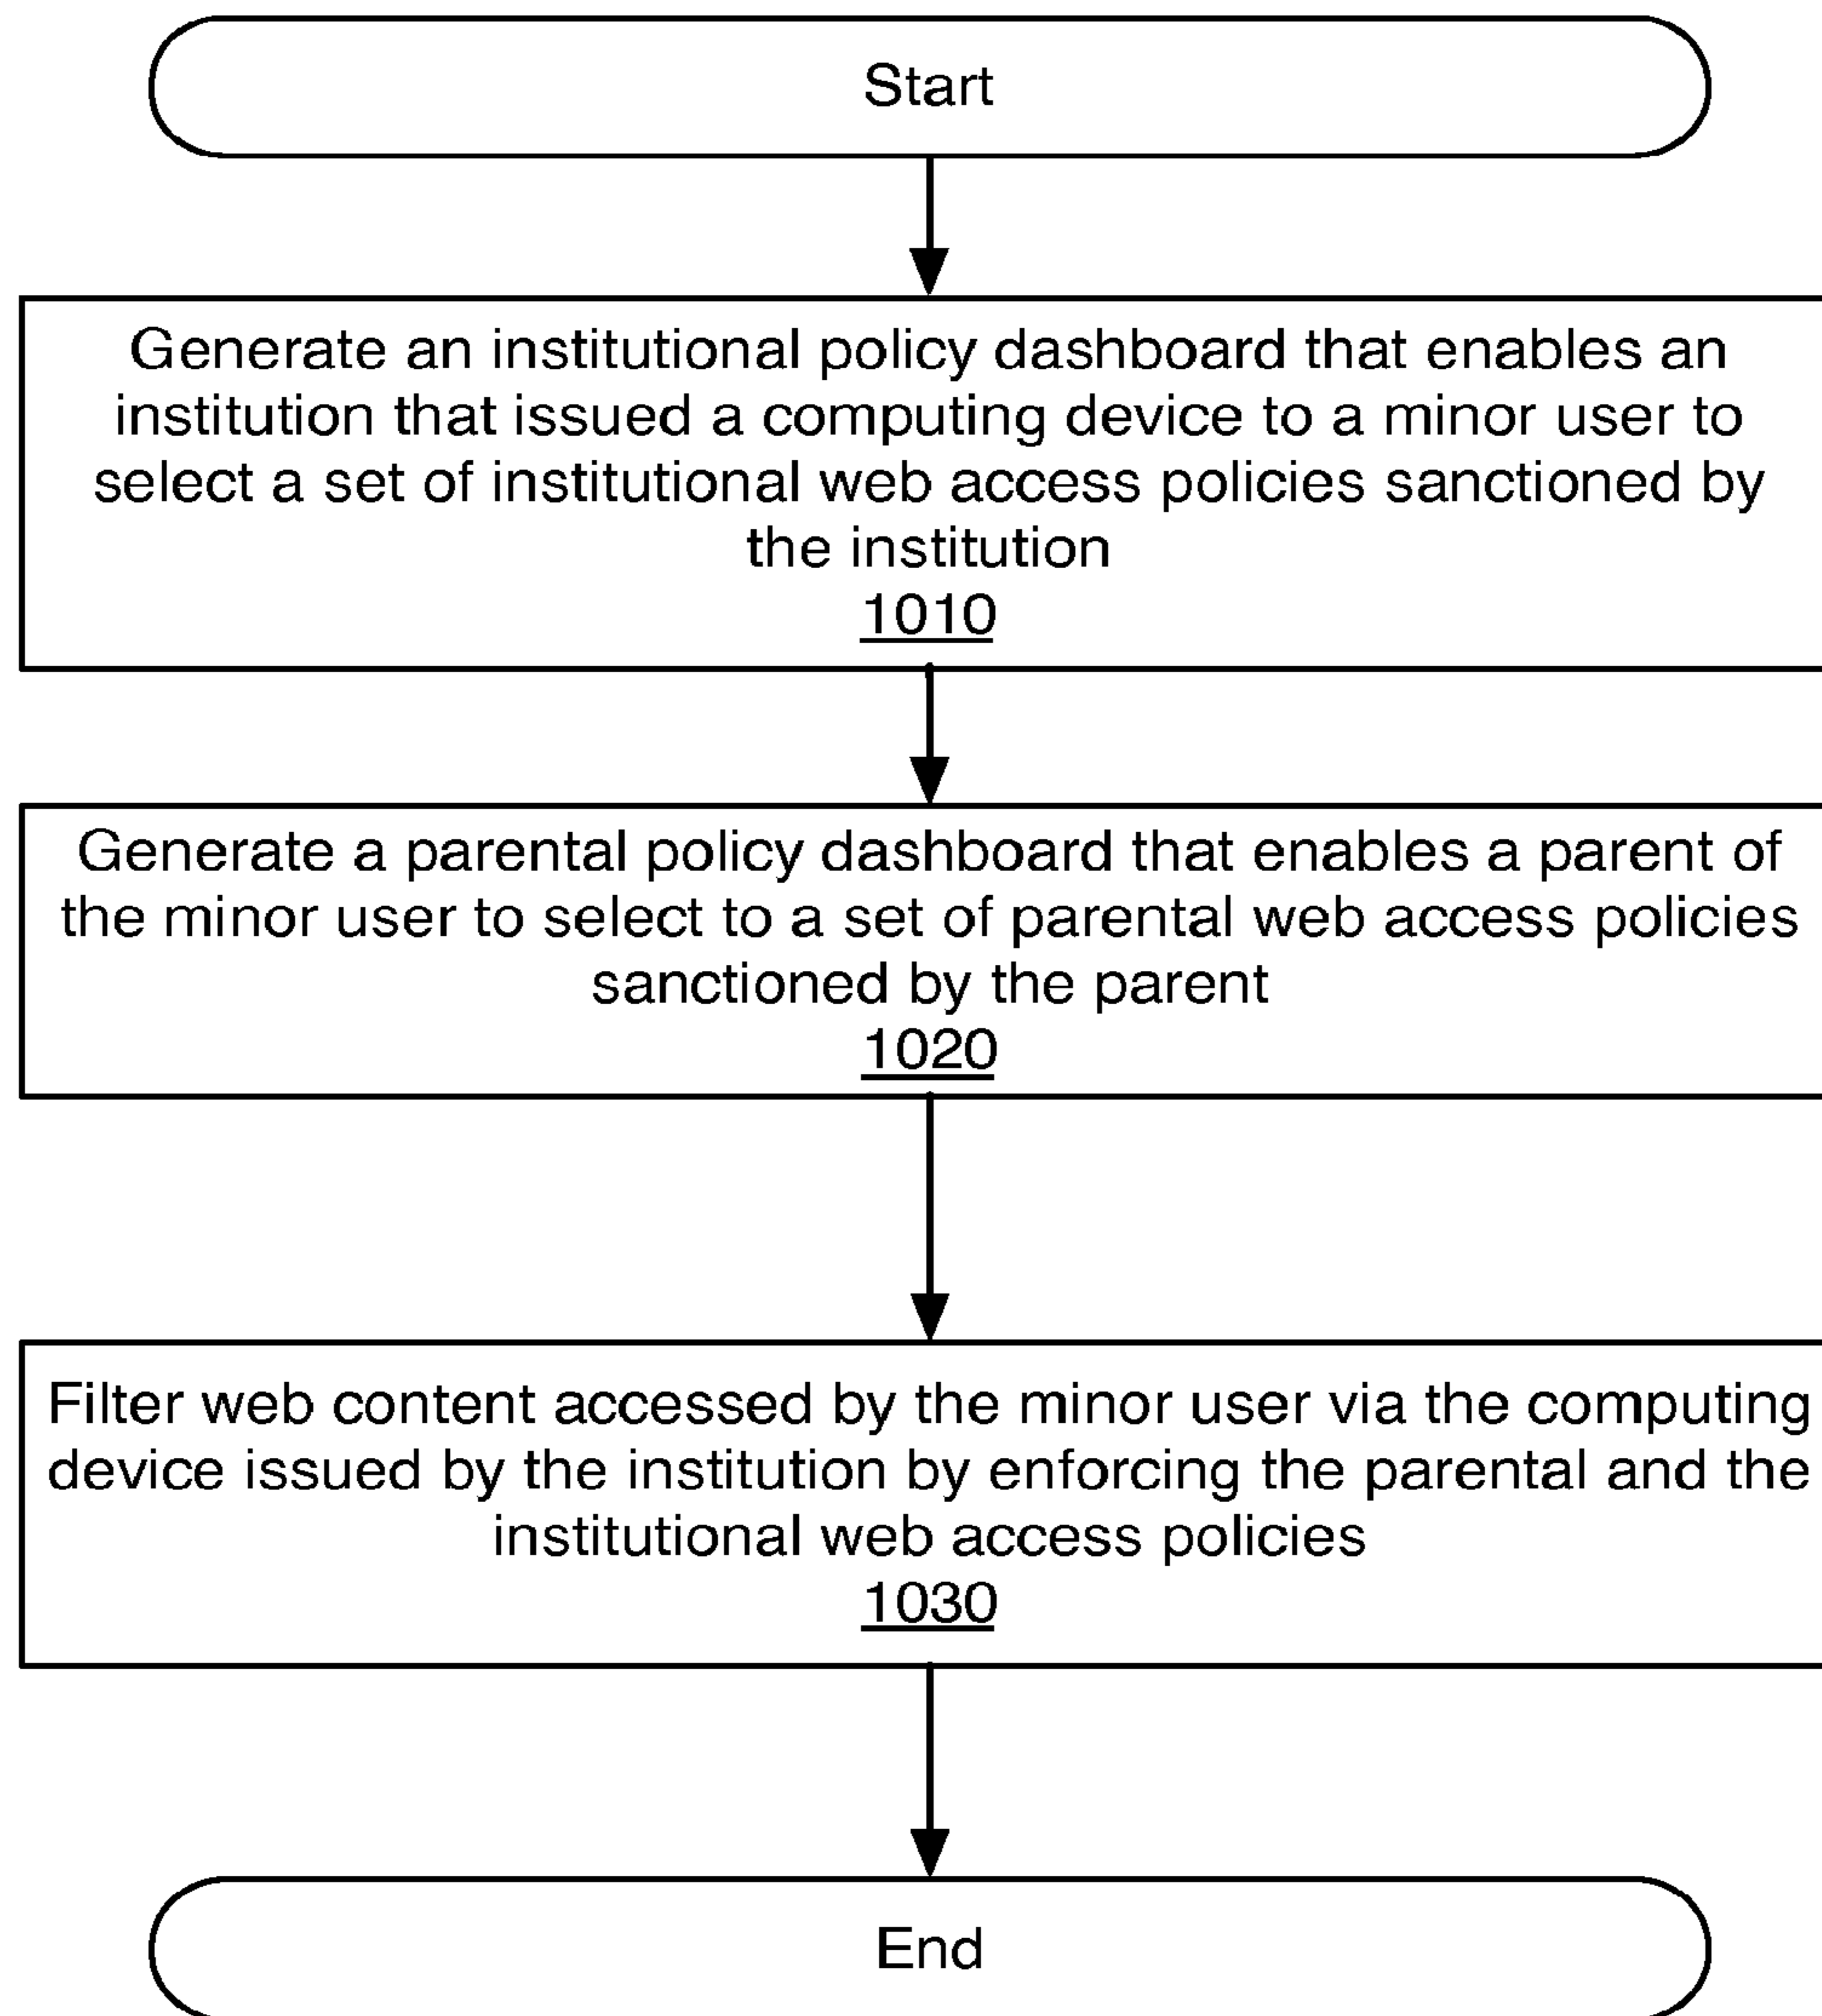 Start
Generate an institutional policy dashboard that enables an
institution that issued a computing device to a minor user to
select a set of institutional web access policies sanctioned by
the institution
1010
Generate a parental policy dashboard that enables a parent of
the minor user to select to a set of parental web access policies
sanctioned by the parent
1020
Filter web content accessed by the minor user via the computing
device issued by the institution by enforcing the parental and the
institutional web access policies
1030
End